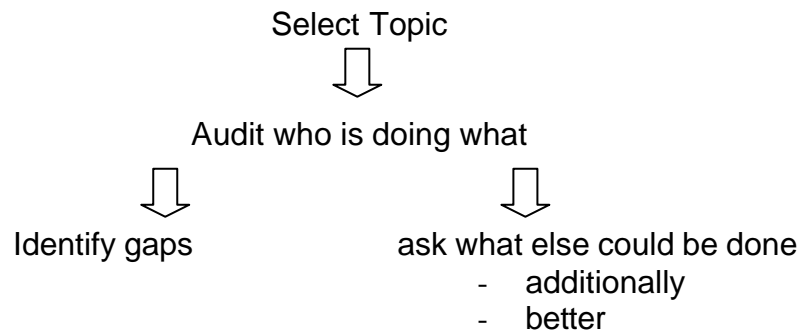 Select Topic
Audit who is doing what
Identify gaps
ask what else could be done
- additionally
- better